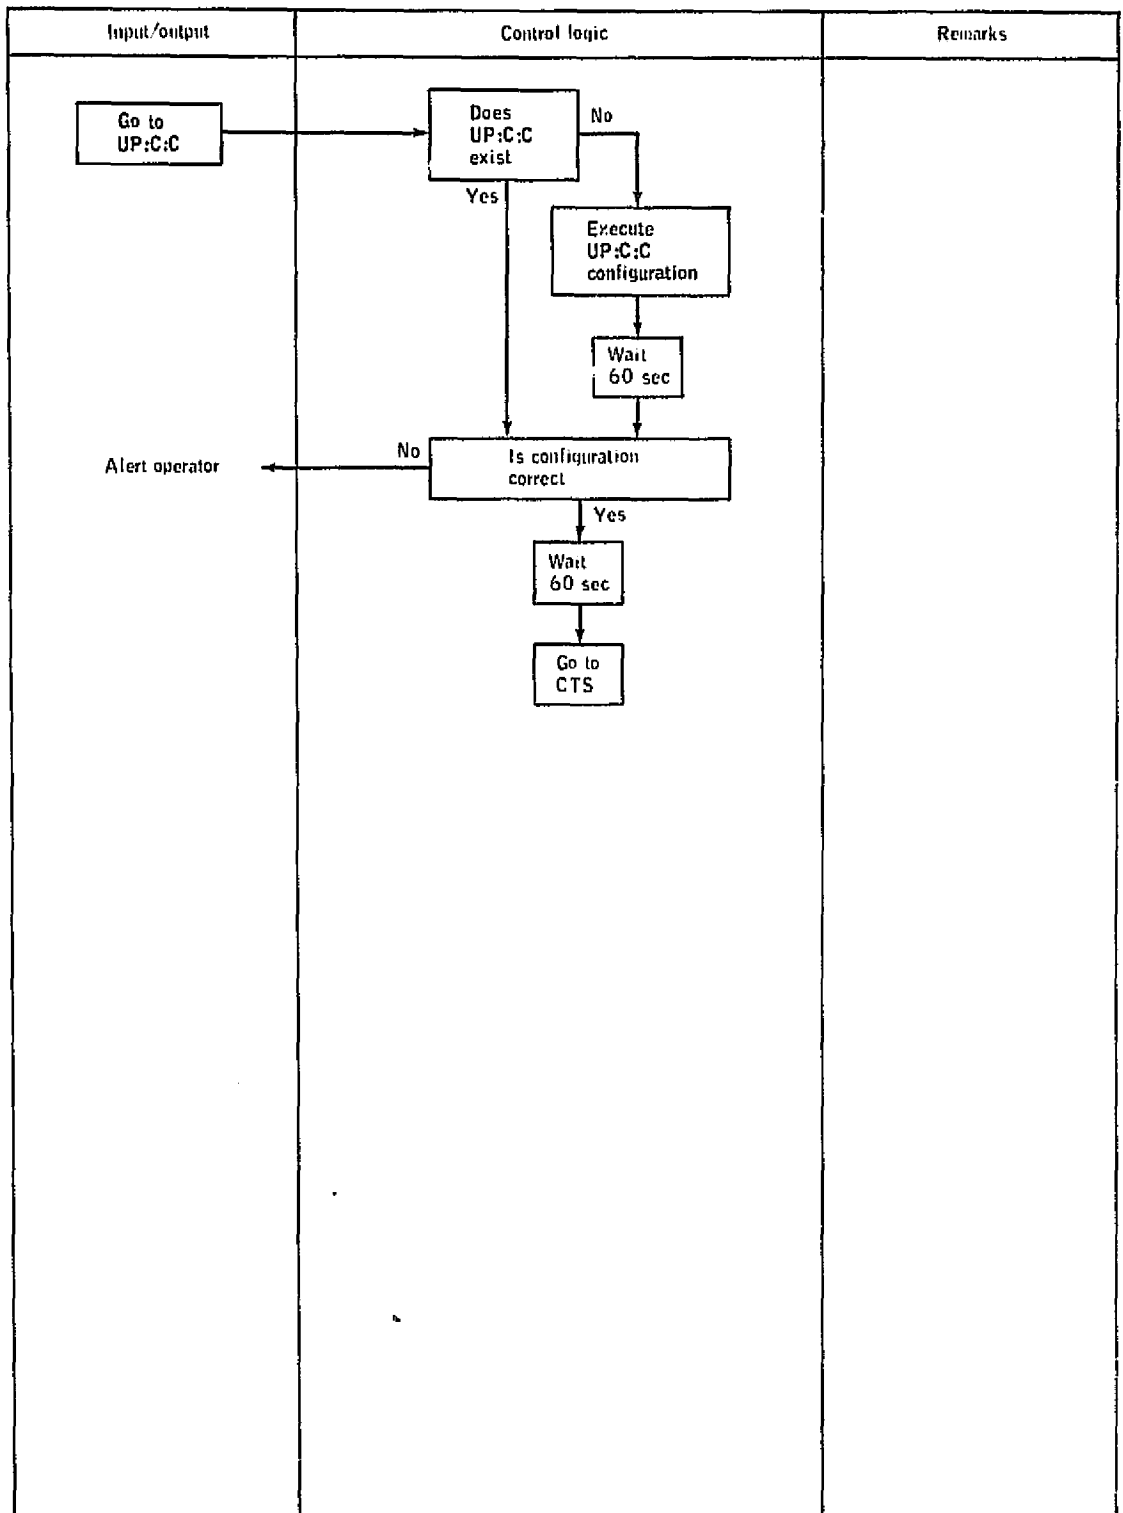 Input/output
Control logic
Remarks
Go to
UP:C:C
Does
UP:C:C
exist
No
Yes
Execute
UP:C:C
configuration
Wait
60 sec
Alert operator
No
Is configuration
correct
Yes
Wait
60 sec
Go to
CTS